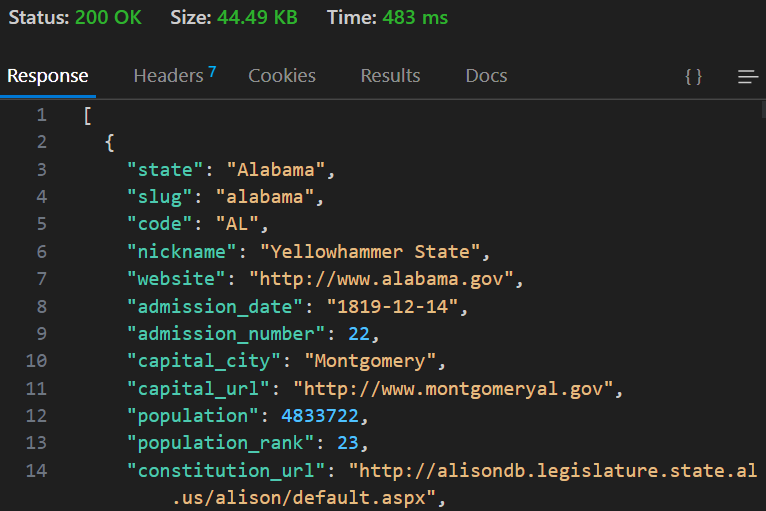 Status: 200 OK Size: 44.49 KB Time: 483 ms
Response Headers 7 Cookies Results Docs { }
1 [
2 {
3 "state": "Alabama",
4 "slug": "alabama",
5 "code": "AL",
6 "nickname": "Yellowhammer State",
7 "website": "http://www.alabama.gov",
8 "admission_date": "1819-12-14",
9 "admission_number": 22,
10 "capital_city": "Montgomery",
11 "capital_url": "http://www.montgomeryal.gov",
12 "population": 4833722,
13 "population_rank": 23,
14 "constitution_url": "http://alisondb.legislature.state.al
.us/alison/default.aspx",